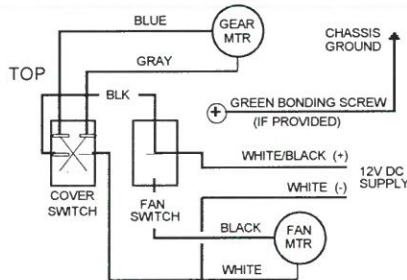 BLUE
GEAR
MTR
CHASSIS
GROUND
GRAY
TOP
BLK
GREEN BONDING SCREW
(IF PROVIDED)
WHITE/BLACK (+)
12V DC
SUPPLY
WHITE (-)
COVER
SWITCH
FAN
SWITCH
BLACK
FAN
MTR
WHITE